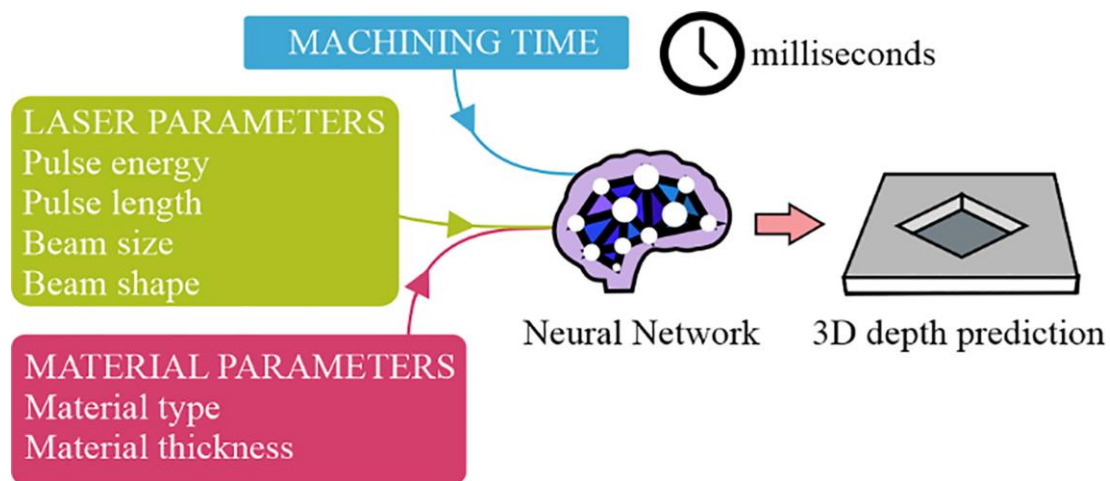 MACHINING TIME
milliseconds
LASER PARAMETERS
Pulse energy
Pulse length
Beam size
Beam shape
MATERIAL PARAMETERS
Material type
Material thickness
Neural Network
3D depth prediction